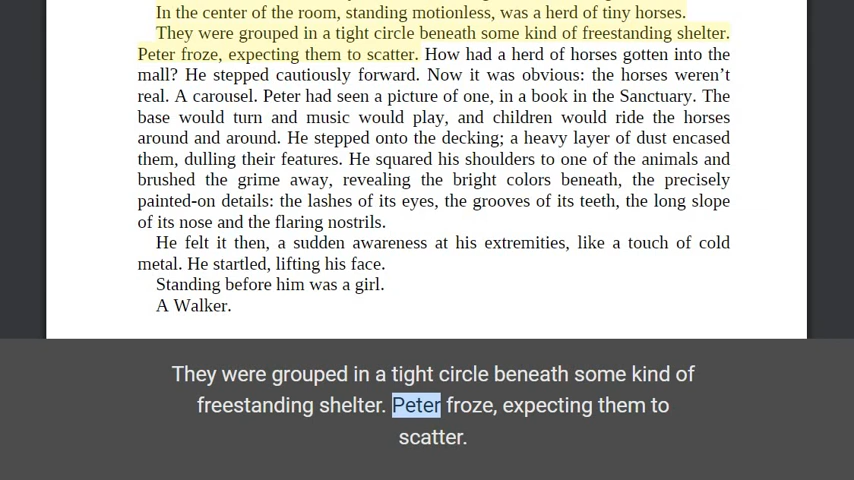 In the center of the room, standing motionless, was a herd of tiny horses.
They were grouped in a tight circle beneath some kind of freestanding shelter.
Peter froze, expecting them to scatter. How had a herd of horses gotten into the
mall? He stepped cautiously forward. Now it was obvious: the horses weren’t
real. A carousel. Peter had seen a picture of one, in a book in the Sanctuary. The
base would turn and music would play, and children would ride the horses
around and around. He stepped onto the decking; a heavy layer of dust encased
them, dulling their features. He squared his shoulders to one of the animals and
brushed the grime away, revealing the bright colors beneath, the precisely
painted-on details: the lashes of its eyes, the grooves of its teeth, the long slope
of its nose and the flaring nostrils.
He felt it then, a sudden awareness at his extremities, like a touch of cold
metal. He startled, lifting his face.
Standing before him was a girl.
A Walker.
They were grouped in a tight circle beneath some kind of
freestanding shelter. Peter froze, expecting them to
scatter.